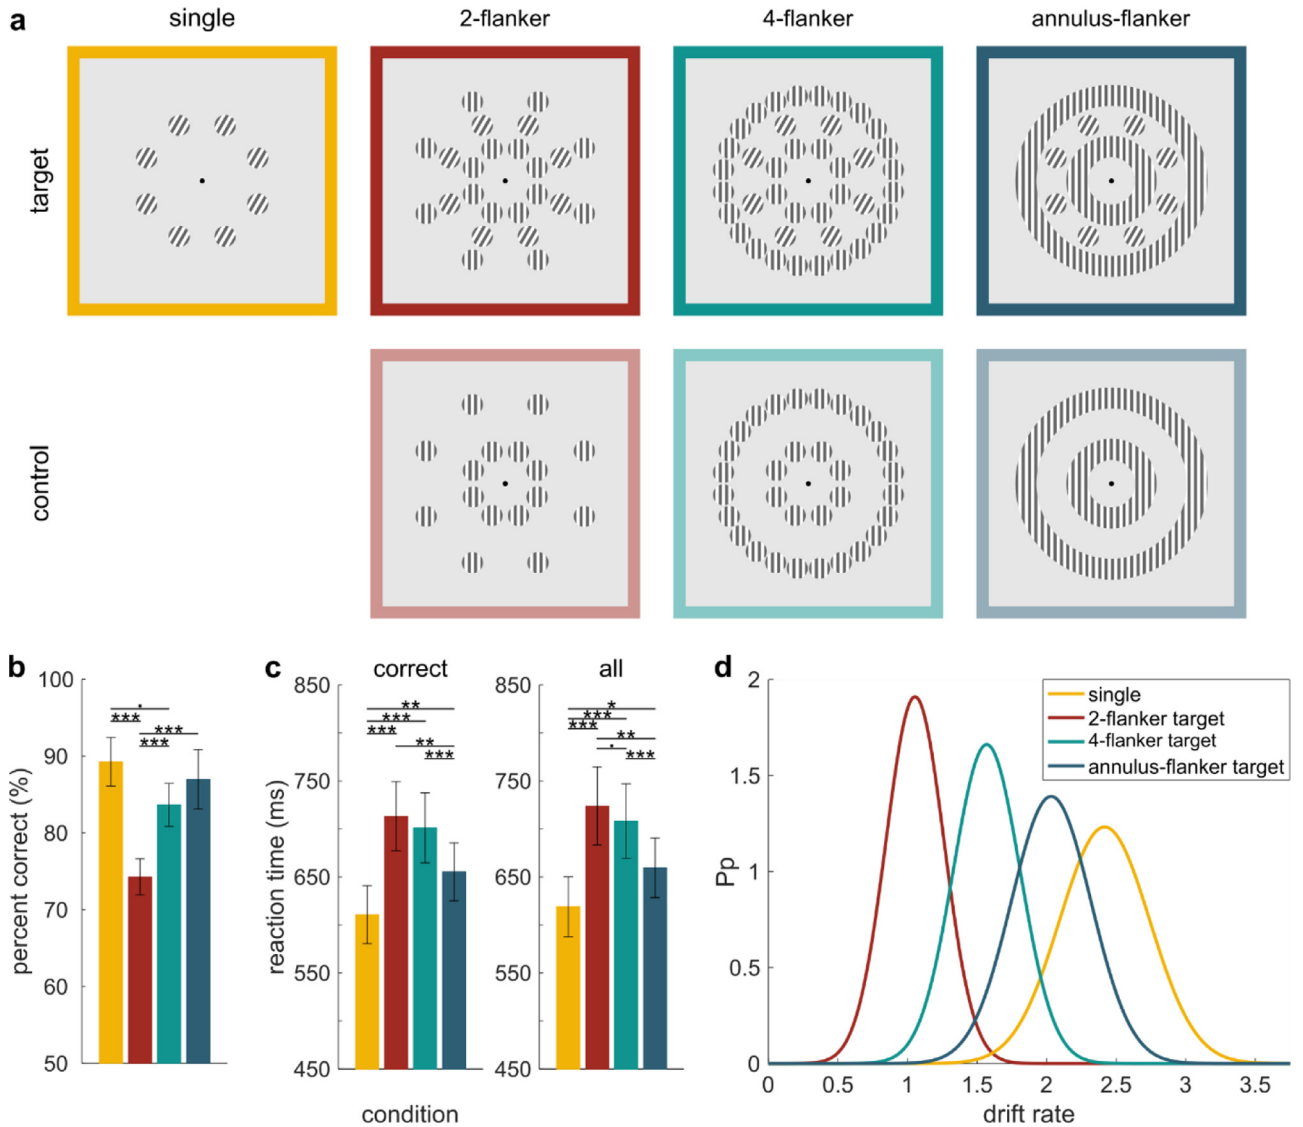 a
single
2-flanker
4-flanker
annulus-flanker
target
control
b
percent correct (%)
100
90
80
70
60
50
.
***
***
***
c
correct
reaction time (ms)
850
750
650
550
450
**
***
***
**
***
all
850
750
650
550
450
*
***
***
**
.
***
condition
d
Pp
2
1.5
1
0.5
0
0
0.5
1
1.5
2
2.5
3
3.5
drift rate
single
2-flanker target
4-flanker target
annulus-flanker target